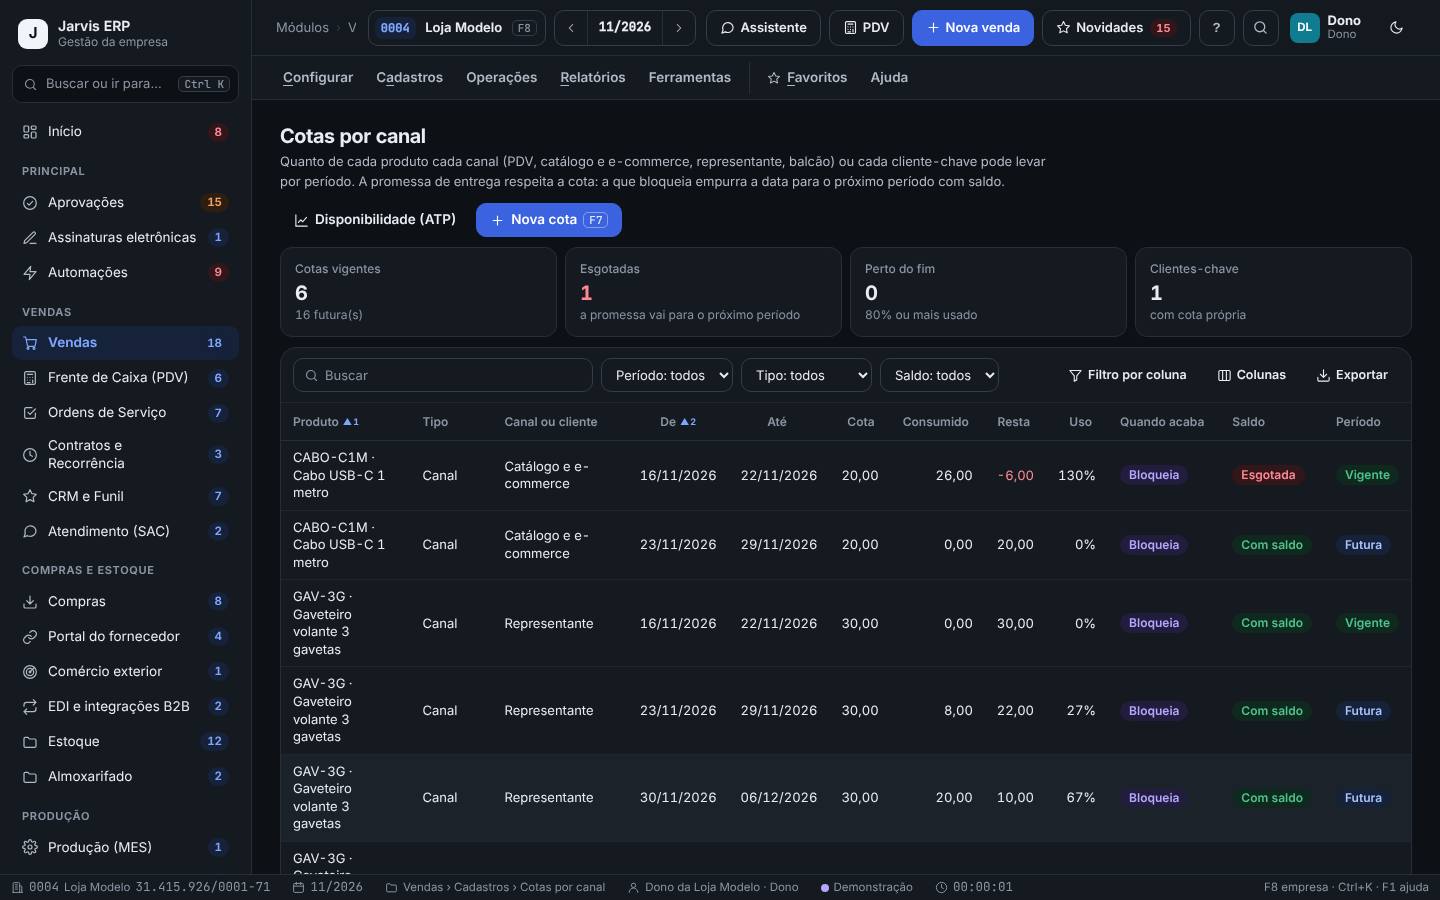 J
Jarvis ERP
Gestão da empresa
Buscar ou ir para... Ctrl K
Início 8
PRINCIPAL
Aprovações 15
Assinaturas eletrônicas 1
Automações 9
VENDAS
Vendas 18
Frente de Caixa (PDV) 6
Ordens de Serviço 7
Contratos e
Recorrência 3
CRM e Funil 7
Atendimento (SAC) 2
COMPRAS E ESTOQUE
Compras 8
Portal do fornecedor 4
Comércio exterior 1
EDI e integrações B2B 2
Estoque 12
Almoxarifado 2
PRODUÇÃO
Produção (MES) 1
Módulos › V 0004 Loja Modelo F8 ‹ 11/2026 › Assistente PDV + Nova venda Novidades 15 ? DL Dono
Dono
Configurar Cadastros Operações Relatórios Ferramentas Favoritos Ajuda
Cotas por canal
Quanto de cada produto cada canal (PDV, catálogo e e-commerce, representante, balcão) ou cada cliente-chave pode levar
por período. A promessa de entrega respeita a cota: a que bloqueia empurra a data para o próximo período com saldo.
Disponibilidade (ATP) + Nova cota F7
Cotas vigentes
6
16 futura(s)
Esgotadas
1
a promessa vai para o próximo período
Perto do fim
0
80% ou mais usado
Clientes-chave
1
com cota própria
Buscar Período: todos Tipo: todos Saldo: todos Filtro por coluna Colunas Exportar
Produto ▲1 Tipo Canal ou cliente De ▲2 Até Cota Consumido Resta Uso Quando acaba Saldo Período
CABO-C1M ·
Cabo USB-C 1
metro
Canal
Catálogo e e-
commerce
16/11/2026 22/11/2026 20,00 26,00 -6,00 130% Bloqueia Esgotada Vigente
CABO-C1M ·
Cabo USB-C 1
metro
Canal
Catálogo e e-
commerce
23/11/2026 29/11/2026 20,00 0,00 20,00 0% Bloqueia Com saldo Futura
GAV-3G ·
Gaveteiro
volante 3
gavetas
Canal Representante 16/11/2026 22/11/2026 30,00 0,00 30,00 0% Bloqueia Com saldo Vigente
GAV-3G ·
Gaveteiro
volante 3
gavetas
Canal Representante 23/11/2026 29/11/2026 30,00 8,00 22,00 27% Bloqueia Com saldo Futura
GAV-3G ·
Gaveteiro
volante 3
gavetas
Canal Representante 30/11/2026 06/12/2026 30,00 20,00 10,00 67% Bloqueia Com saldo Futura
GAV-3G ·
0004 Loja Modelo 31.415.926/0001-71 11/2026 Vendas › Cadastros › Cotas por canal Dono da Loja Modelo · Dono Demonstração 00:00:01 F8 empresa · Ctrl+K · F1 ajuda